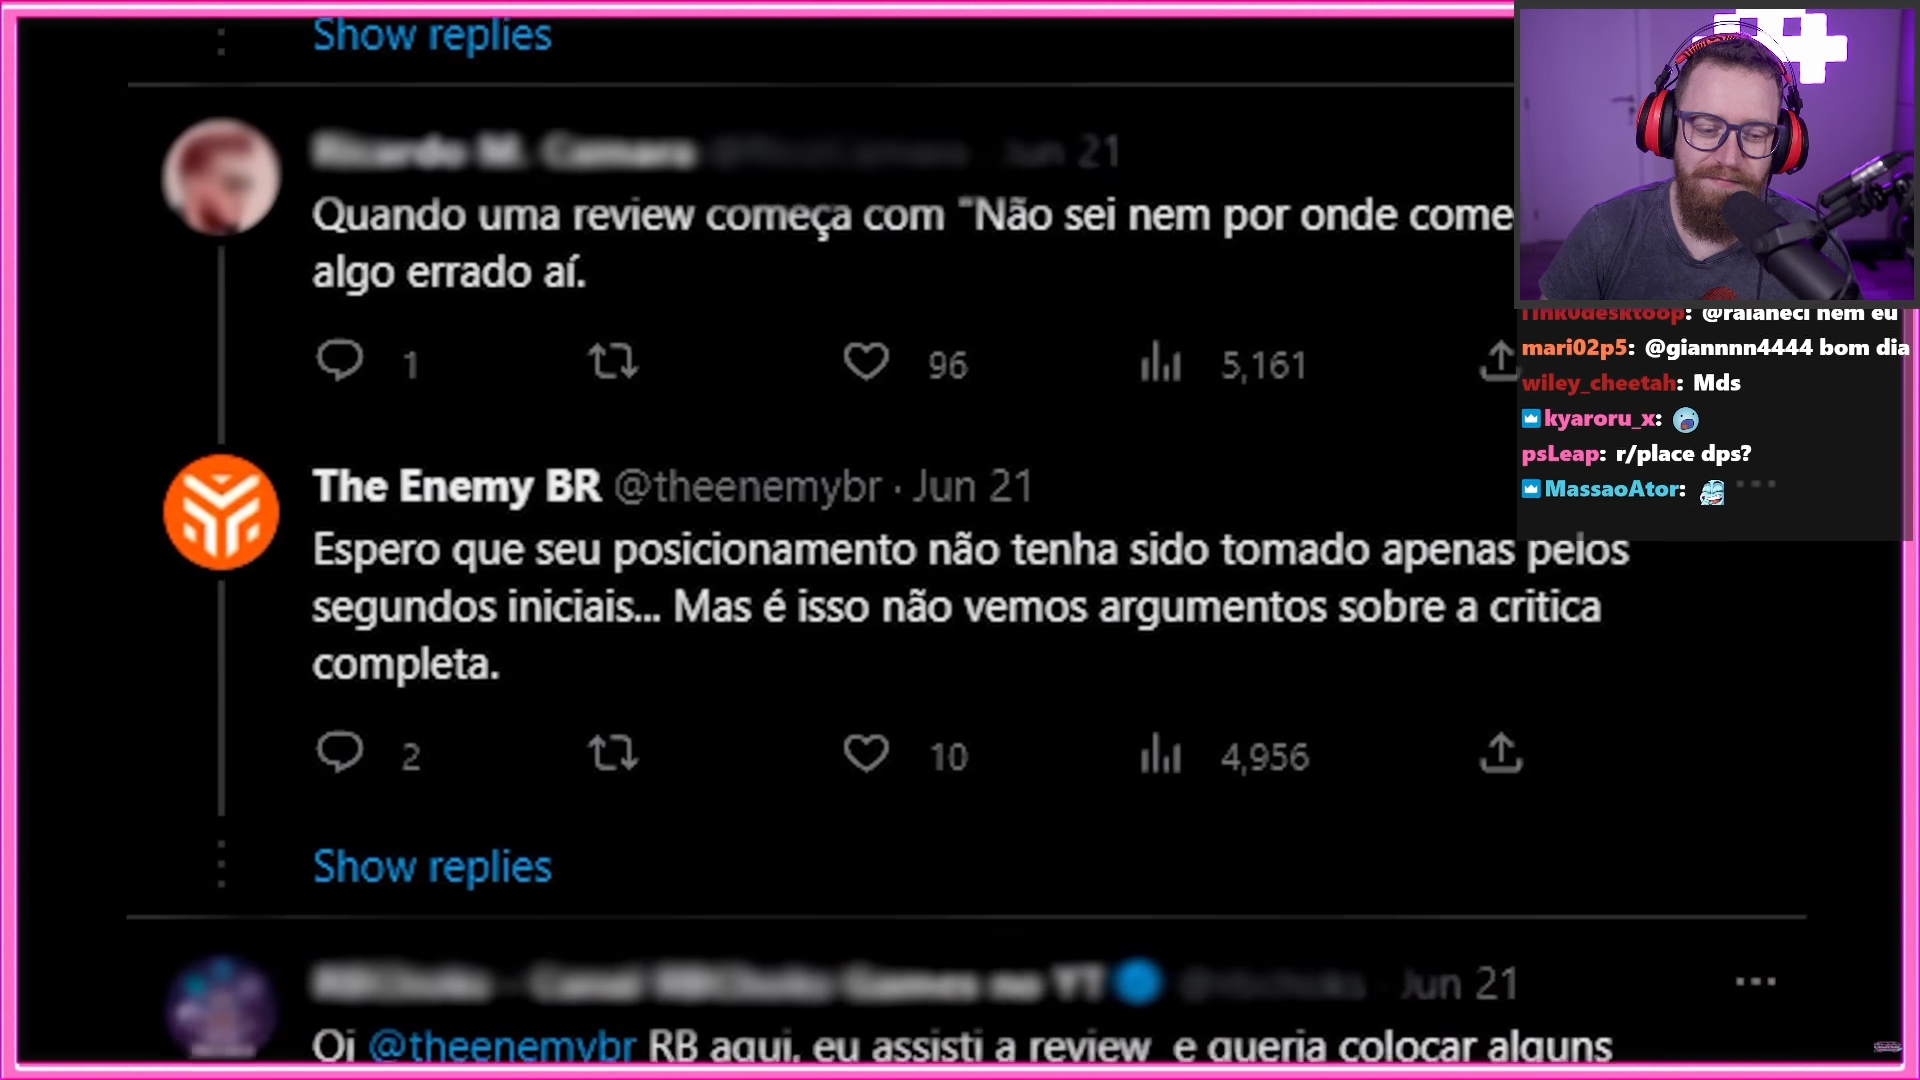 Show replies
Jun 21
Quando uma review começa com "Não sei nem por onde come
algo errado aí.
1
96
5,161
The Enemy BR @theenemybr · Jun 21
Espero que seu posicionamento não tenha sido tomado apenas pelos
segundos iniciais... Mas é isso não vemos argumentos sobre a critica
completa.
2
10
4,956
Show replies
Jun 21
Oi @theenemybr RB aqui, eu assisti a review e queria colocar alguns
@raianeci nem eu
mari02p5: @giannnn4444 bom dia
wiley_cheetah: Mds
kyaroru_x:
psLeap: r/place dps?
MassaoAtor: